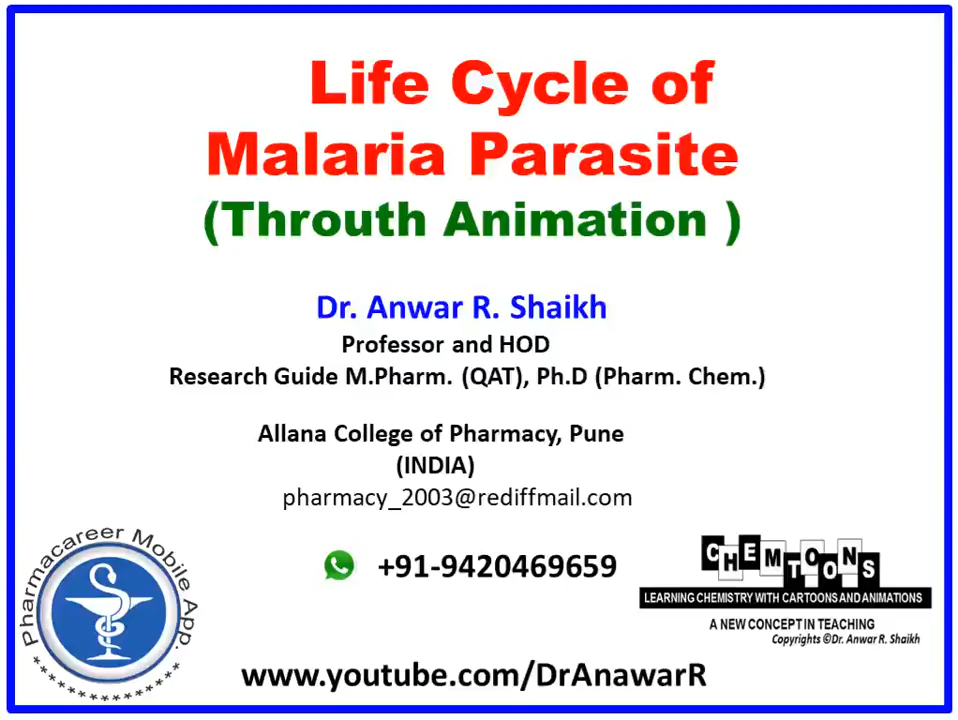 Life Cycle of
Malaria Parasite
(Throuth Animation )
Dr. Anwar R. Shaikh
Professor and HOD
Research Guide M.Pharm. (QAT), Ph.D (Pharm. Chem.)
Allana College of Pharmacy, Pune
(INDIA)
pharmacy_2003@rediffmail.com
+91-9420469659
Pharmacareer Mobile App.
CHEMTOONS
LEARNING CHEMISTRY WITH CARTOONS AND ANIMATIONS
A NEW CONCEPT IN TEACHING
Copyrights ©Dr. Anwar R. Shaikh
www.youtube.com/DrAnawarR